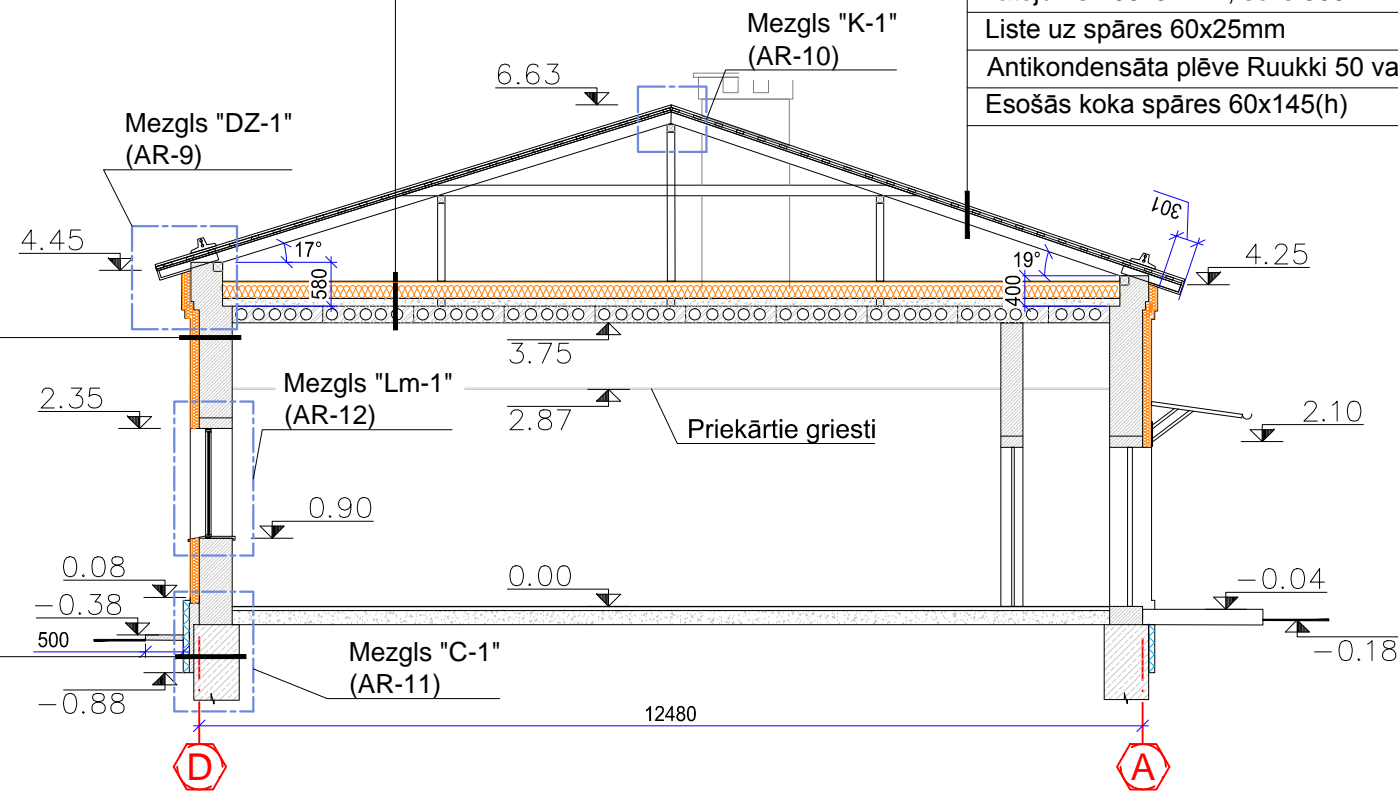 Liste uz spāres 60x25mm
Antikondensāta plēve Ruukki 50 va
Esošās koka spāres 60x145(h)
Mezgls "K-1"
(AR-10)
6.63
Mezgls "DZ-1"
(AR-9)
301
4.45
17°
580
19°
400
4.25
3.75
Mezgls "Lm-1"
(AR-12)
2.35
2.87
Priekārtie griesti
2.10
0.90
0.08
0.00
-0.04
-0.38
500
-0.18
Mezgls "C-1"
(AR-11)
-0.88
12480
D
A